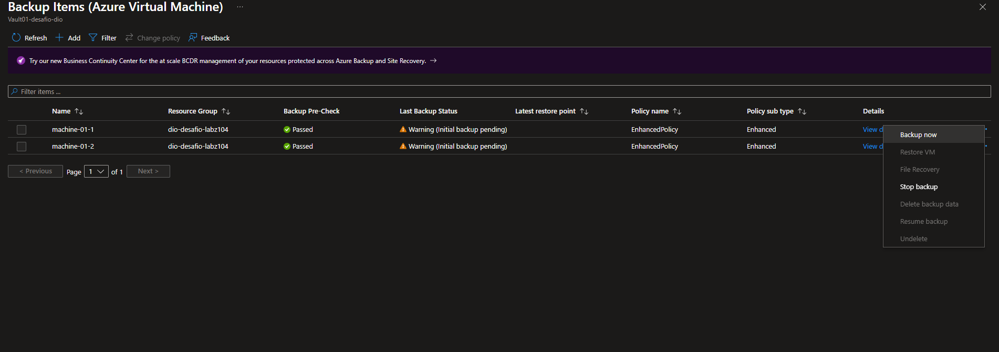 Backup Items (Azure Virtual Machine) ...
Vault01-desafio-dio
Refresh Add Filter Change policy Feedback
Try our new Business Continuity Center for the at scale BCDR management of your resources protected across Azure Backup and Site Recovery. →
Filter items ...
Name ↑↓ Resource Group ↑↓ Backup Pre-Check Last Backup Status Latest restore point ↑↓ Policy name ↑↓ Policy sub type ↑↓ Details
machine-01-1 dio-desafio-labz104 Passed Warning (Initial backup pending) EnhancedPolicy Enhanced View d
machine-01-2 dio-desafio-labz104 Passed Warning (Initial backup pending) EnhancedPolicy Enhanced View d
< Previous Page 1 of 1 Next >
Backup now
Restore VM
File Recovery
Stop backup
Delete backup data
Resume backup
Undelete